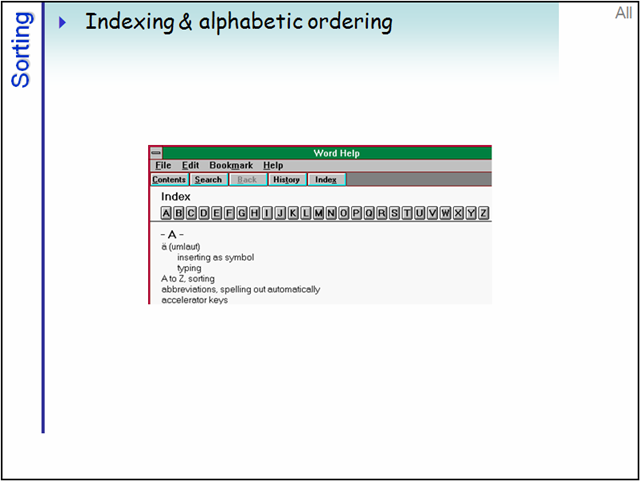 Sorting
Indexing & alphabetic ordering
All
Word Help
File Edit Bookmark Help
Contents Search Back History Index
Index
A B C D E F G H I J K L M N O P Q R S T U V W X Y Z
- A -
ä (umlaut)
inserting as symbol
typing
A to Z, sorting
abbreviations, spelling out automatically
accelerator keys